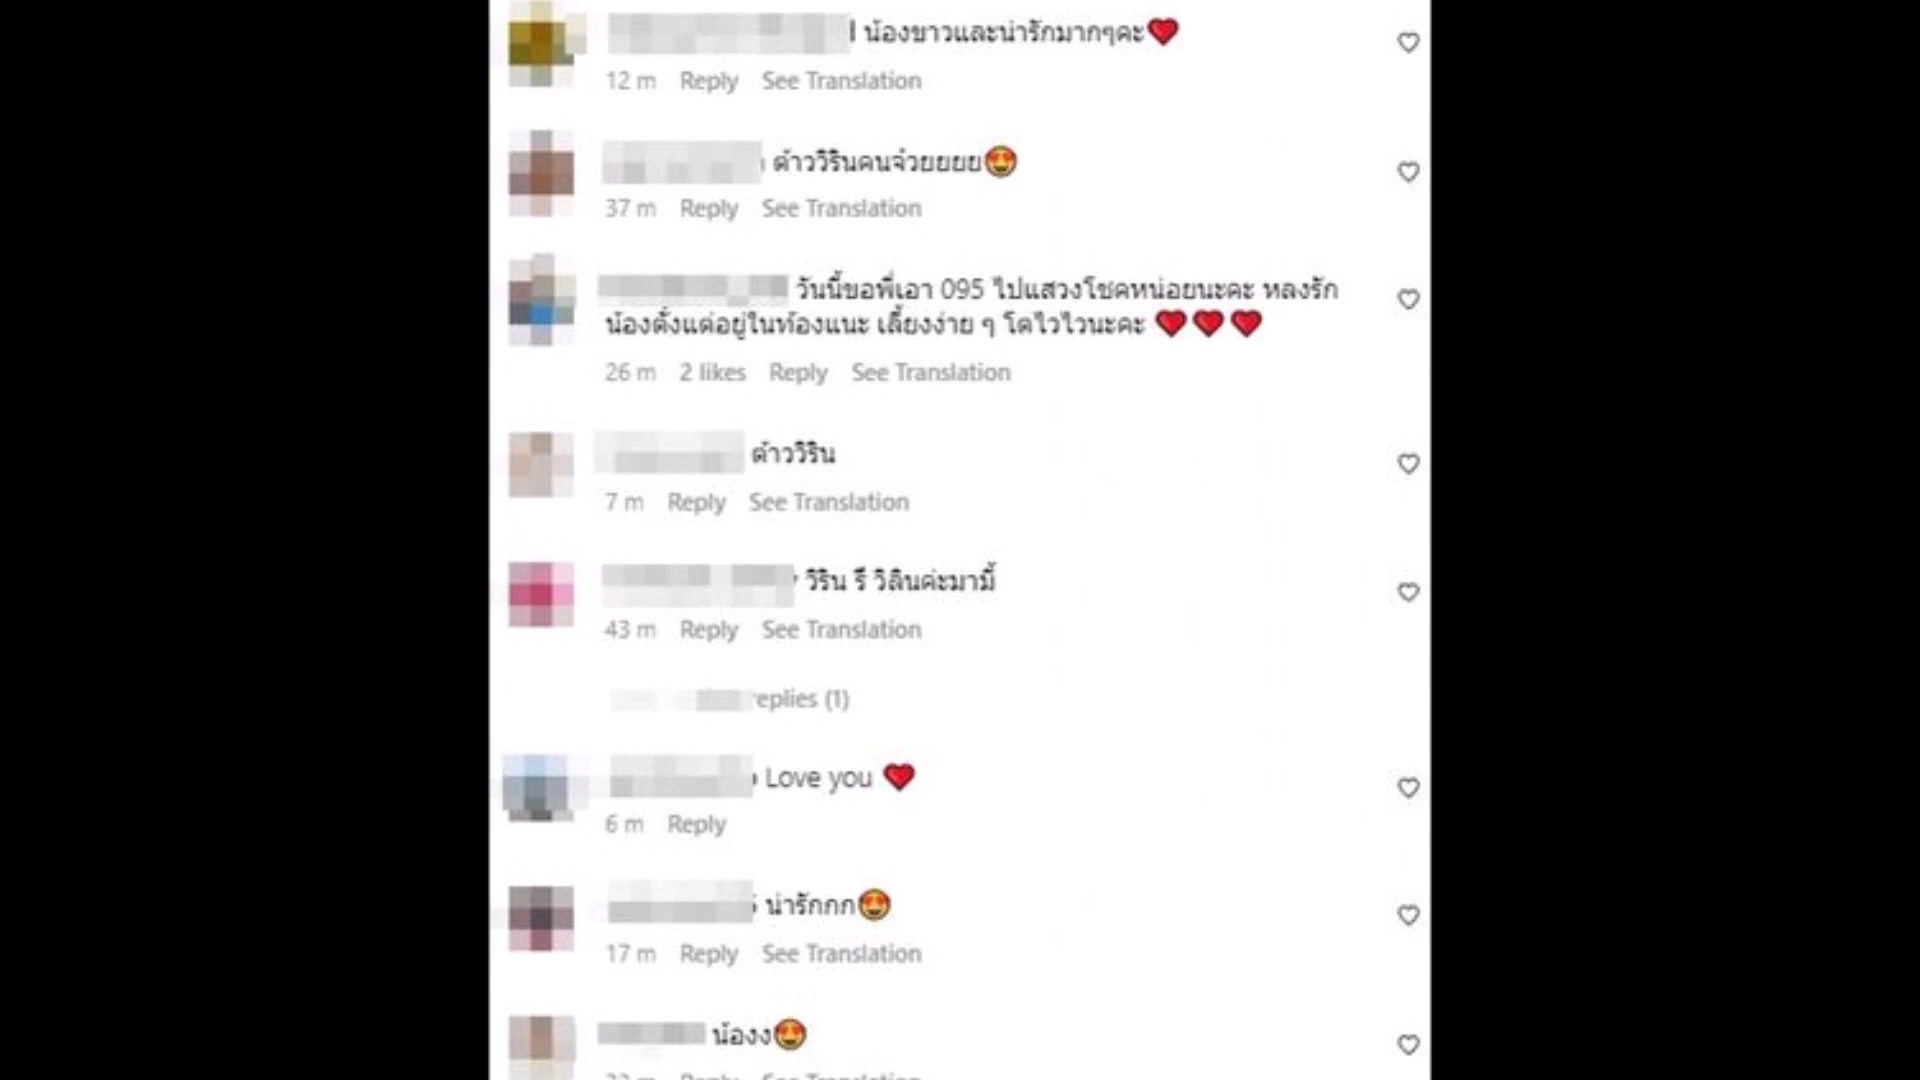 น้องขาวและน่ารักมากๆคะ❤️
12 m Reply See Translation
ต๋าววิรินคนจ๋วยยยย😍
37 m Reply See Translation
วันนี้ขอพี่เอา 095 ไปแสวงโชคหน่อยนะคะ หลงรัก
น้องตั้งแต่อยู่ในท้องแนะ เลี้ยงง่าย ๆ โตไวไวนะคะ ❤️❤️❤️
26 m 2 likes Reply See Translation
ต๋าววิริน
7 m Reply See Translation
วิริน รึ วิลินค่ะมามี้
43 m Reply See Translation
replies (1)
Love you ❤️
6 m Reply
น่ารักกก😍
17 m Reply See Translation
น้องง😍
Reply See Translation